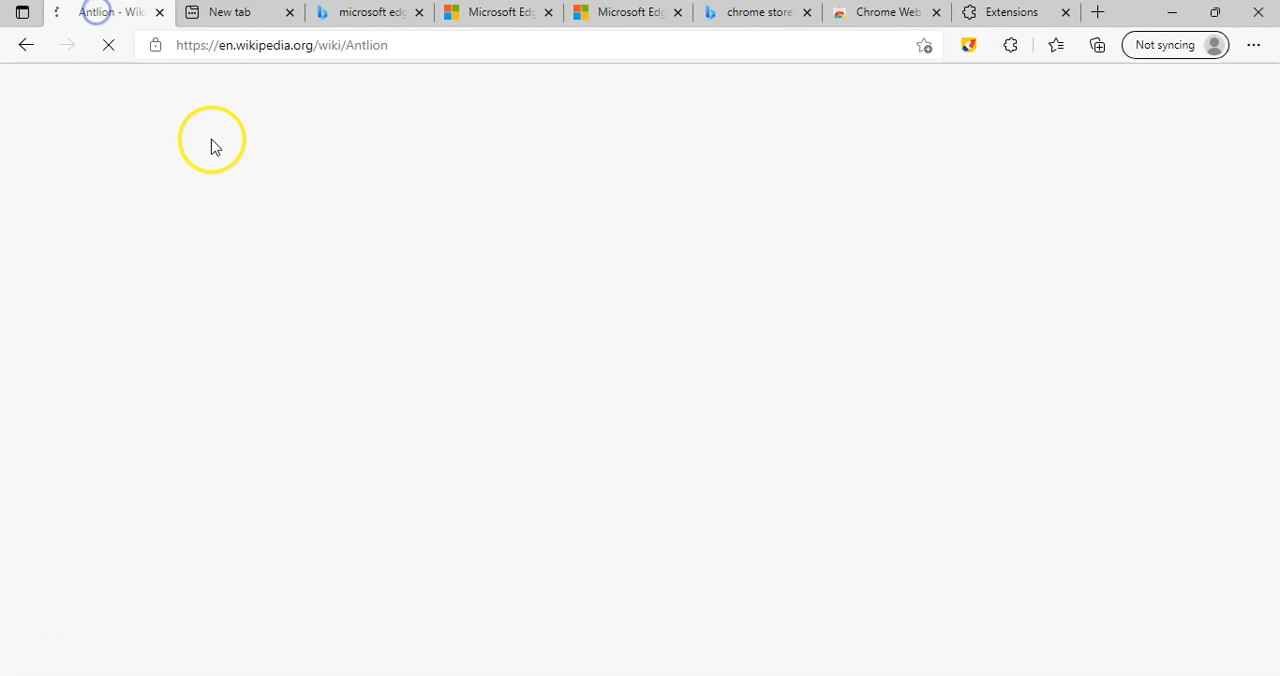 Antlion - Wiki
New tab
microsoft edg
Microsoft Edg
Microsoft Edg
chrome store
Chrome Web
Extensions
https://en.wikipedia.org/wiki/Antlion
Not syncing